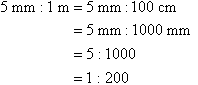 5 mm : 1 m = 5 mm : 100 cm
= 5 mm : 1000 mm
= 5 : 1000
= 1 : 200